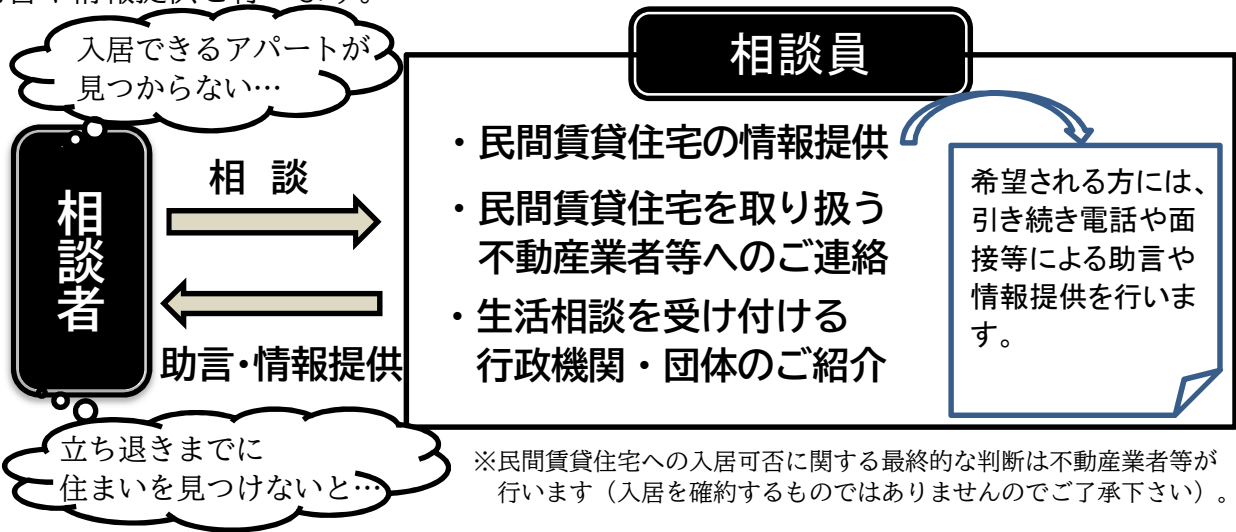 入居できるアパートが
見つからない…
相談者
相 談
助言･情報提供
立ち退きまでに
住まいを見つけないと…
相談員
・民間賃貸住宅の情報提供
・民間賃貸住宅を取り扱う
不動産業者等へのご連絡
・生活相談を受け付ける
行政機関・団体のご紹介
希望される方には、
引き続き電話や面
接等による助言や
情報提供を行いま
す。
※民間賃貸住宅への入居可否に関する最終的な判断は不動産業者等が
行います（入居を確約するものではありませんのでご了承下さい）。